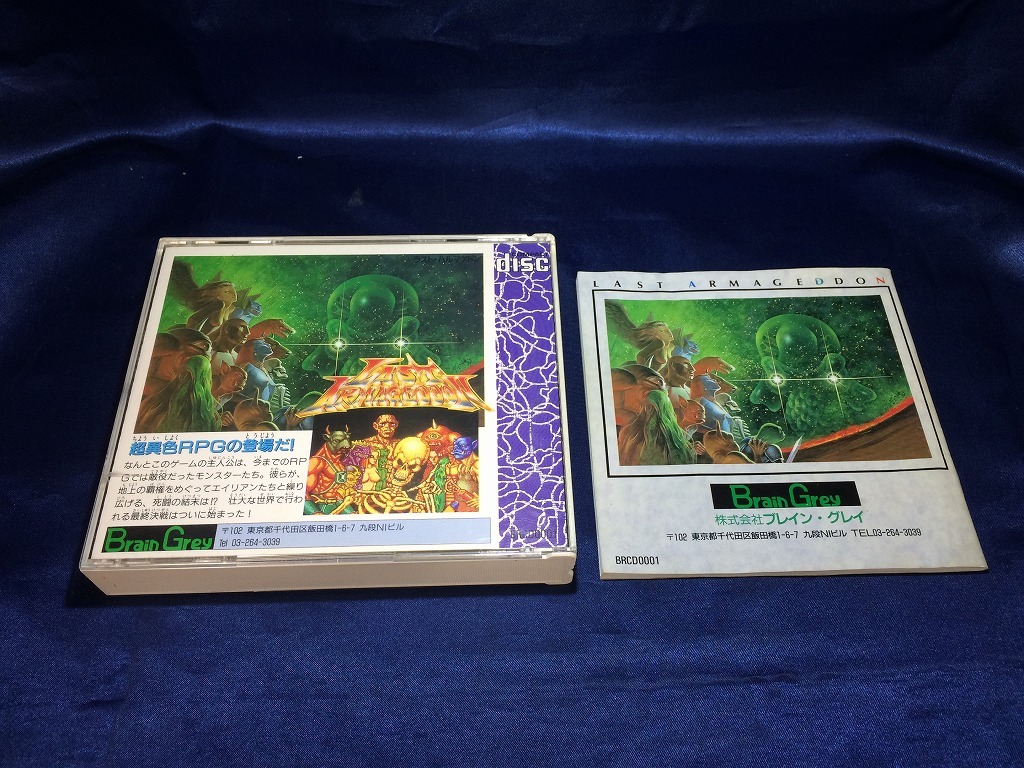 disc
LAST
ARMAGEDDON
超異色RPGの登場だ!
なんとこのゲームの主人公は、今までのRP
Gでは敵役だったモンスターたち。彼らが、
地上の覇権をめぐってエイリアンたちと繰り
広げる、死闘の結末は!? 壮大な世界で行わ
れる最終決戦はついに始まった!
Brain Grey
〒102 東京都千代田区飯田橋1-6-7 九段NIビル
Tel 03-264-3039
LAST ARMAGEDDON
Brain Grey
株式会社ブレイン・グレイ
〒102 東京都千代田区飯田橋1-6-7 九段NIビル TEL03-264-3039
BRCD0001